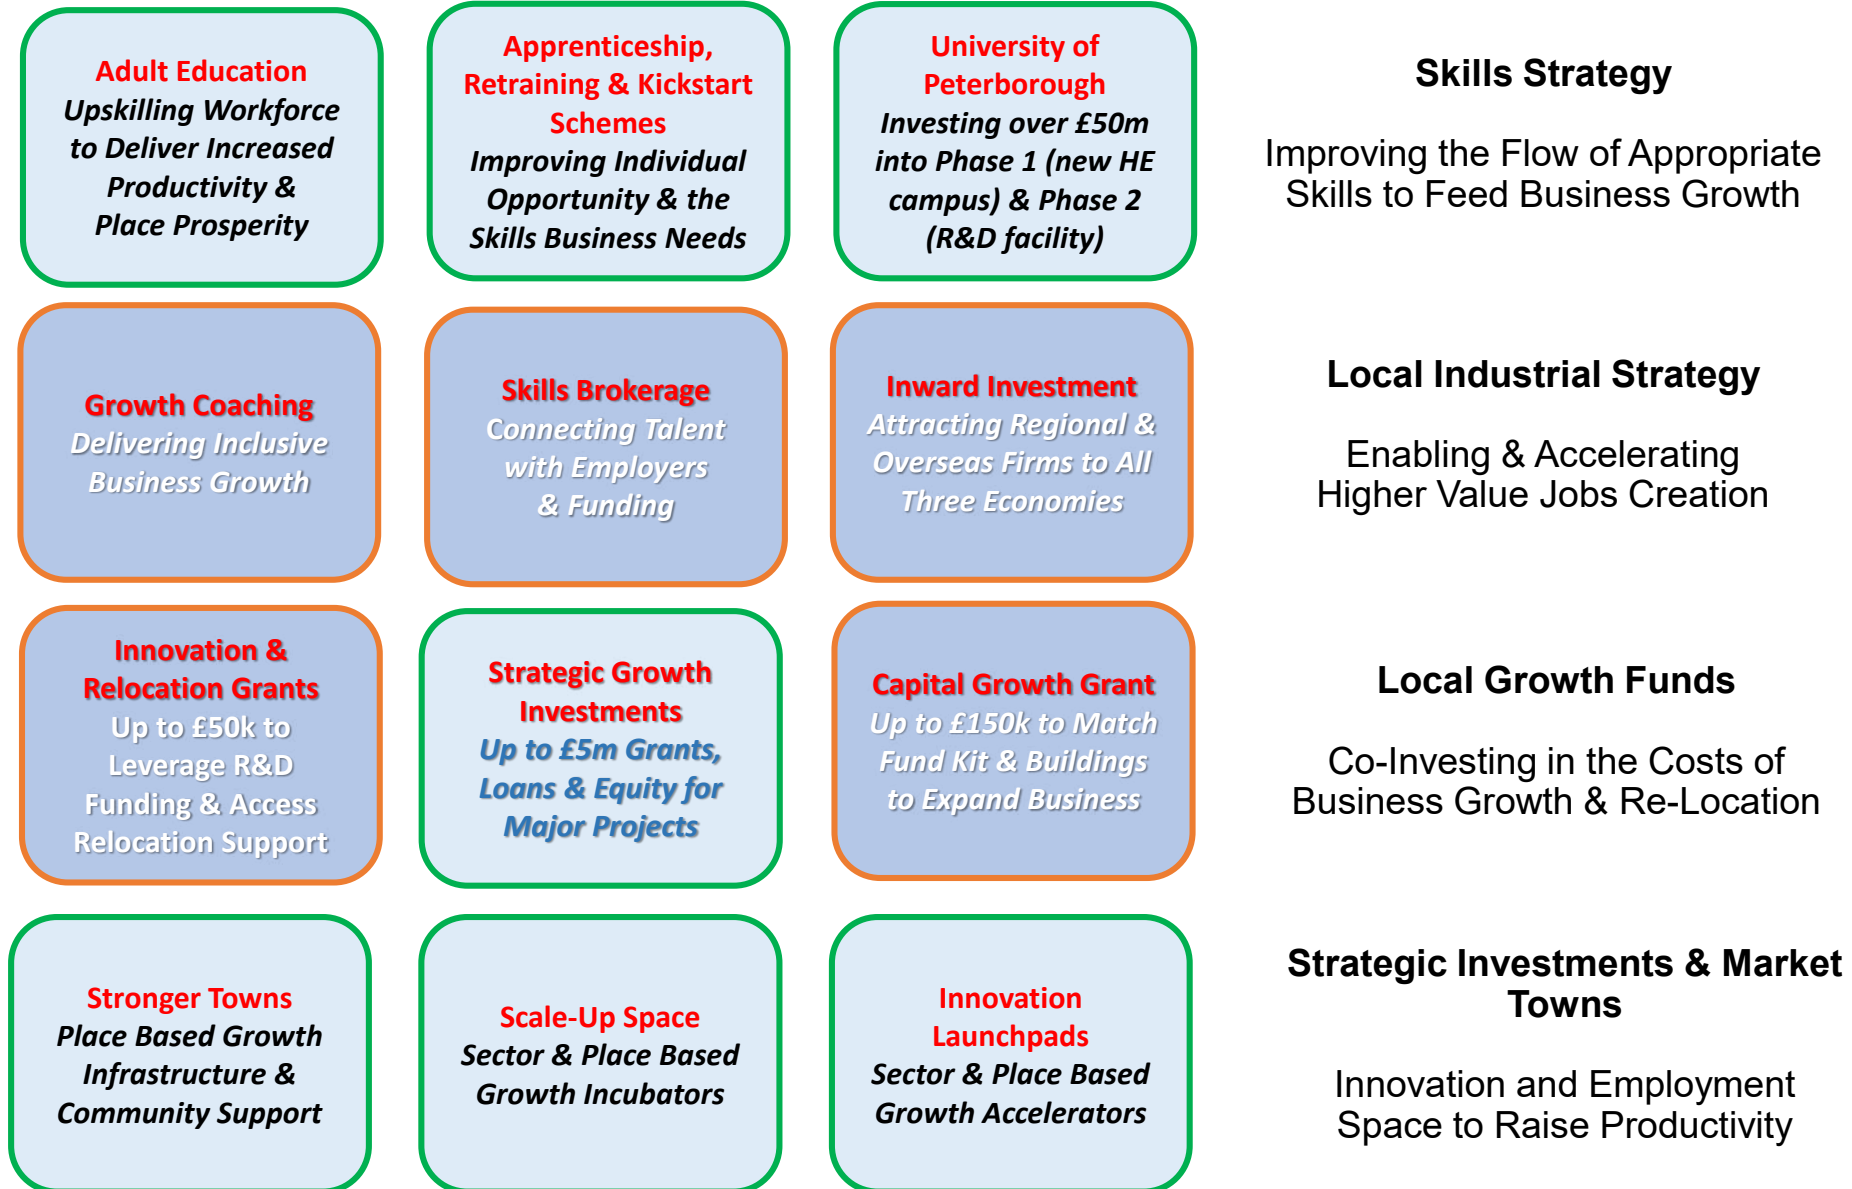 Adult Education
Upskilling Workforce
to Deliver Increased
Productivity &
Place Prosperity
Apprenticeship,
Retraining & Kickstart
Schemes
Improving Individual
Opportunity & the
Skills Business Needs
University of
Peterborough
Investing over £50m
into Phase 1 (new HE
campus) & Phase 2
(R&D facility)
Skills Strategy
Improving the Flow of Appropriate
Skills to Feed Business Growth
Growth Coaching
Delivering Inclusive
Business Growth
Skills Brokerage
Connecting Talent
with Employers
& Funding
Inward Investment
Attracting Regional &
Overseas Firms to All
Three Economies
Local Industrial Strategy
Enabling & Accelerating
Higher Value Jobs Creation
Innovation &
Relocation Grants
Up to £50k to
Leverage R&D
Funding & Access
Relocation Support
Strategic Growth
Investments
Up to £5m Grants,
Loans & Equity for
Major Projects
Capital Growth Grant
Up to £150k to Match
Fund Kit & Buildings
to Expand Business
Local Growth Funds
Co-Investing in the Costs of
Business Growth & Re-Location
Stronger Towns
Place Based Growth
Infrastructure &
Community Support
Scale-Up Space
Sector & Place Based
Growth Incubators
Innovation
Launchpads
Sector & Place Based
Growth Accelerators
Strategic Investments & Market
Towns
Innovation and Employment
Space to Raise Productivity